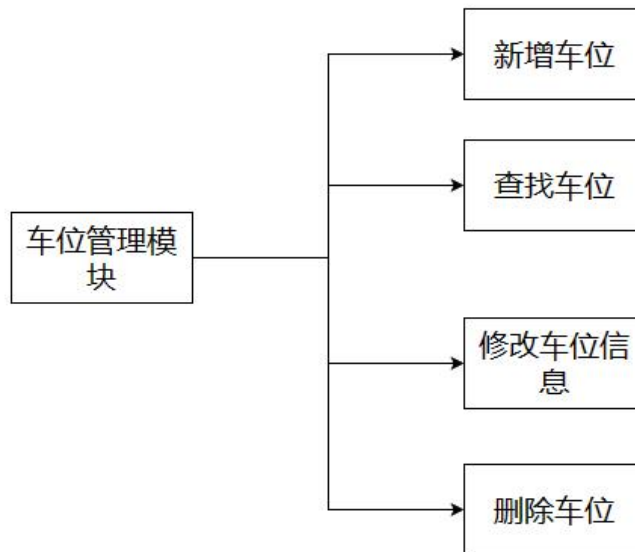 新增车位
查找车位
车位管理模
块
修改车位信
息
删除车位